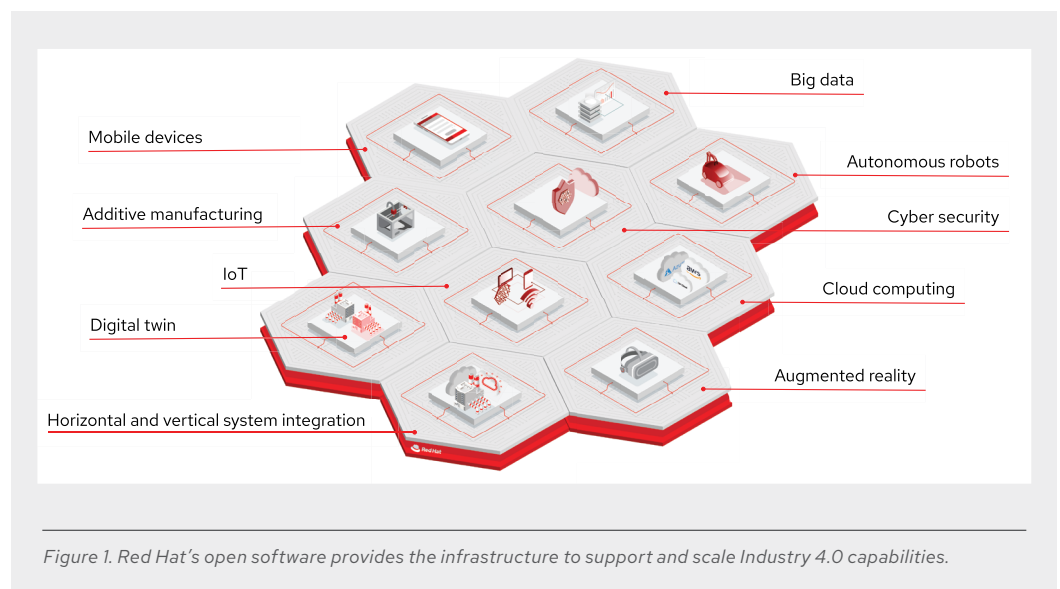 Big data
Mobile devices
Autonomous robots
Additive manufacturing
Cyber security
IoT
Cloud computing
Digital twin
Augmented reality
Horizontal and vertical system integration
aws
Red Hat
Figure 1. Red Hat's open software provides the infrastructure to support and scale Industry 4.0 capabilities.